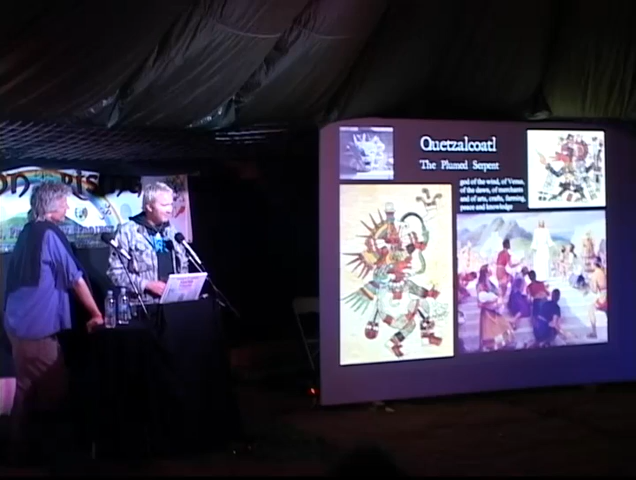 Quetzalcoatl
The Plumed Serpent
god of the wind, of Venus,
of the dawn, of merchants
and of arts, crafts, farming,
peace and knowledge